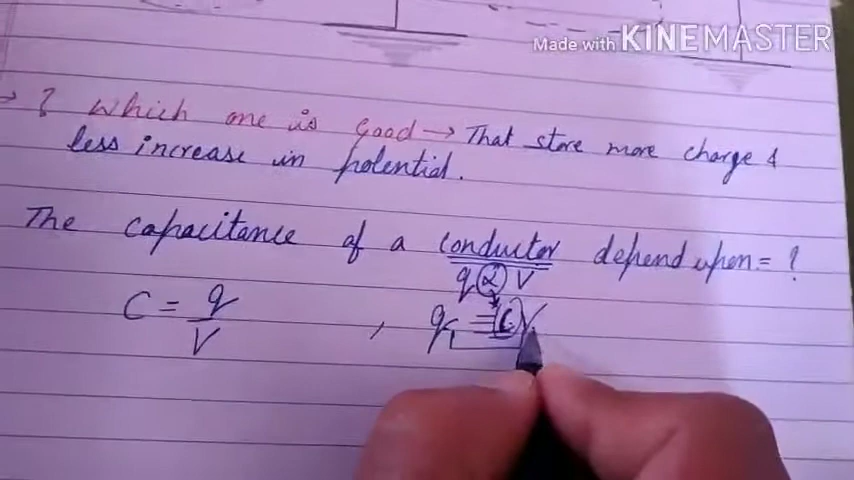 Made with KINEMASTER
→ ? Which one is good → That store more charge &
less increase in potential.
The capacitance of a conductor depend upon = ?
q α V
C = q/V , q = CV